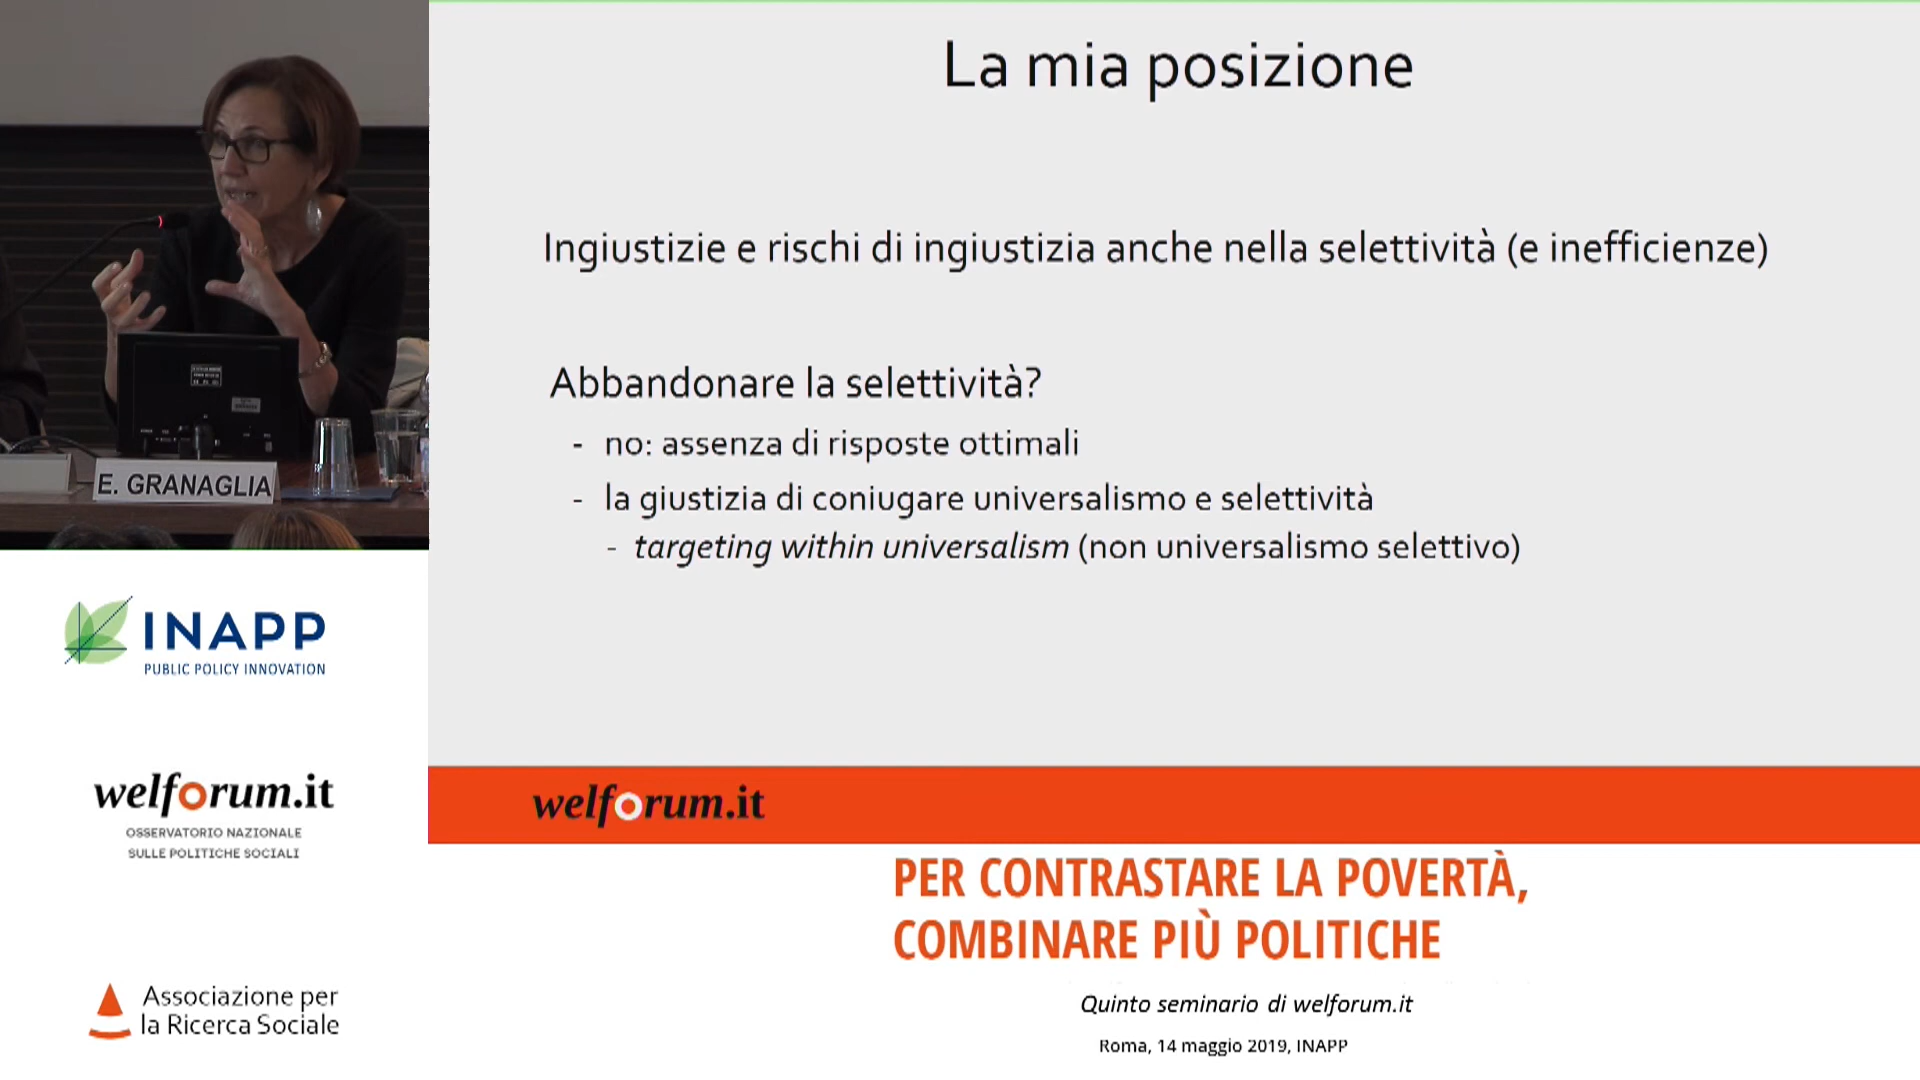 La mia posizione
Ingiustizie e rischi di ingiustizia anche nella selettività (e inefficienze)
Abbandonare la selettività?
- no: assenza di risposte ottimali
- la giustizia di coniugare universalismo e selettività
- targeting within universalism (non universalismo selettivo)
E. GRANAGLIA
INAPP
PUBLIC POLICY INNOVATION
welforum.it
OSSERVATORIO NAZIONALE
SULLE POLITICHE SOCIALI
Associazione per
la Ricerca Sociale
welforum.it
PER CONTRASTARE LA POVERTÀ,
COMBINARE PIÙ POLITICHE
Quinto seminario di welforum.it
Roma, 14 maggio 2019, INAPP